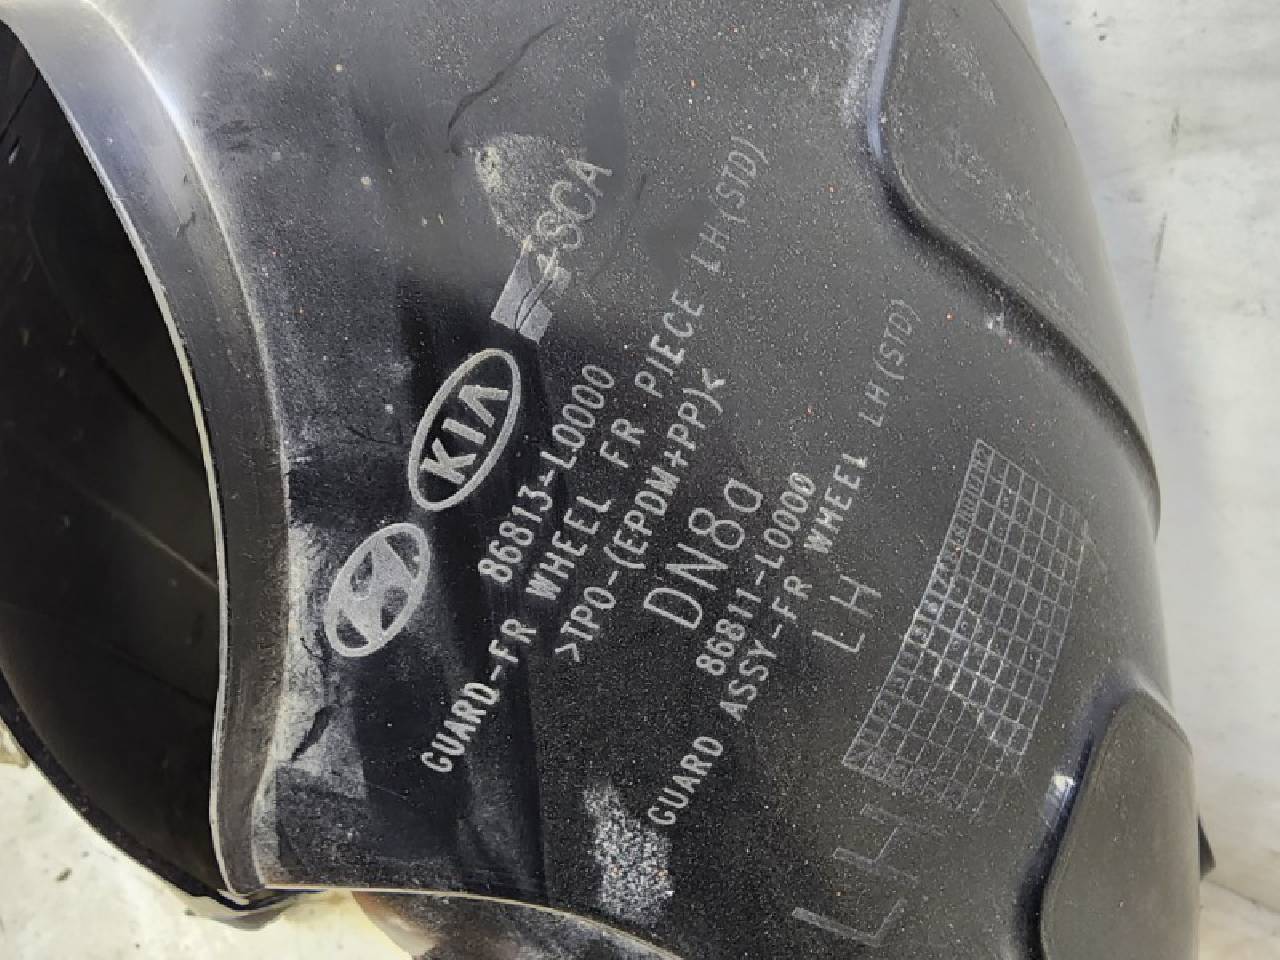 SCA
KIA
86813-L0000
GUARD-FR WHEEL FR PIECE LH(STD)
>TPO-(EPDM+PP)<
DN8a
86811-L0000
GUARD ASSY-FR WHEEL LH(STD)
LH
LH